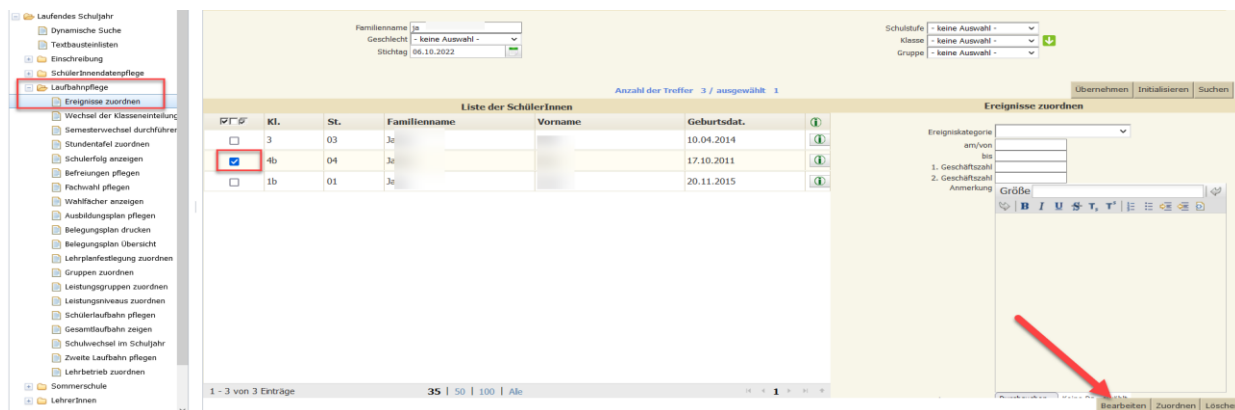 Laufendes Schuljahr
Dynamische Suche
Textbausteinlisten
Einschreibung
SchülerInnendatenpflege
Laufbahnpflege
Ereignisse zuordnen
Wechsel der Klasseneinteilung
Semesterwechsel durchführen
Stundentafel zuordnen
Schulerfolg anzeigen
Befreiungen pflegen
Fachwahl pflegen
Wahlfächer anzeigen
Ausbildungsplan pflegen
Belegungsplan drucken
Belegungsplan Übersicht
Lehrplanfestlegung zuordnen
Gruppen zuordnen
Leistungsgruppen zuordnen
Leistungsniveaus zuordnen
Schülerlaufbahn pflegen
Gesamtlaufbahn zeigen
Schulwechsel im Schuljahr
Zweite Laufbahn pflegen
Lehrbetrieb zuordnen
Sommerschule
LehrerInnen
Familienname ja
Geschlecht - keine Auswahl -
Stichtag 06.10.2022
Schulstufe - keine Auswahl -
Klasse - keine Auswahl -
Gruppe - keine Auswahl -
Anzahl der Treffer 3 / ausgewählt 1
Übernehmen Initialisieren Suchen
Liste der SchülerInnen
Kl. St. Familienname Vorname Geburtsdat.
3 03 Ja 10.04.2014
4b 04 Ja 17.10.2011
1b 01 Ja 20.11.2015
1 - 3 von 3 Einträge 35 | 50 | 100 | Alle 1
Ereignisse zuordnen
Ereigniskategorie
am/von
bis
1. Geschäftszahl
2. Geschäftszahl
Anmerkung
Größe
B I U S T, T'
Bearbeiten Zuordnen Lösche